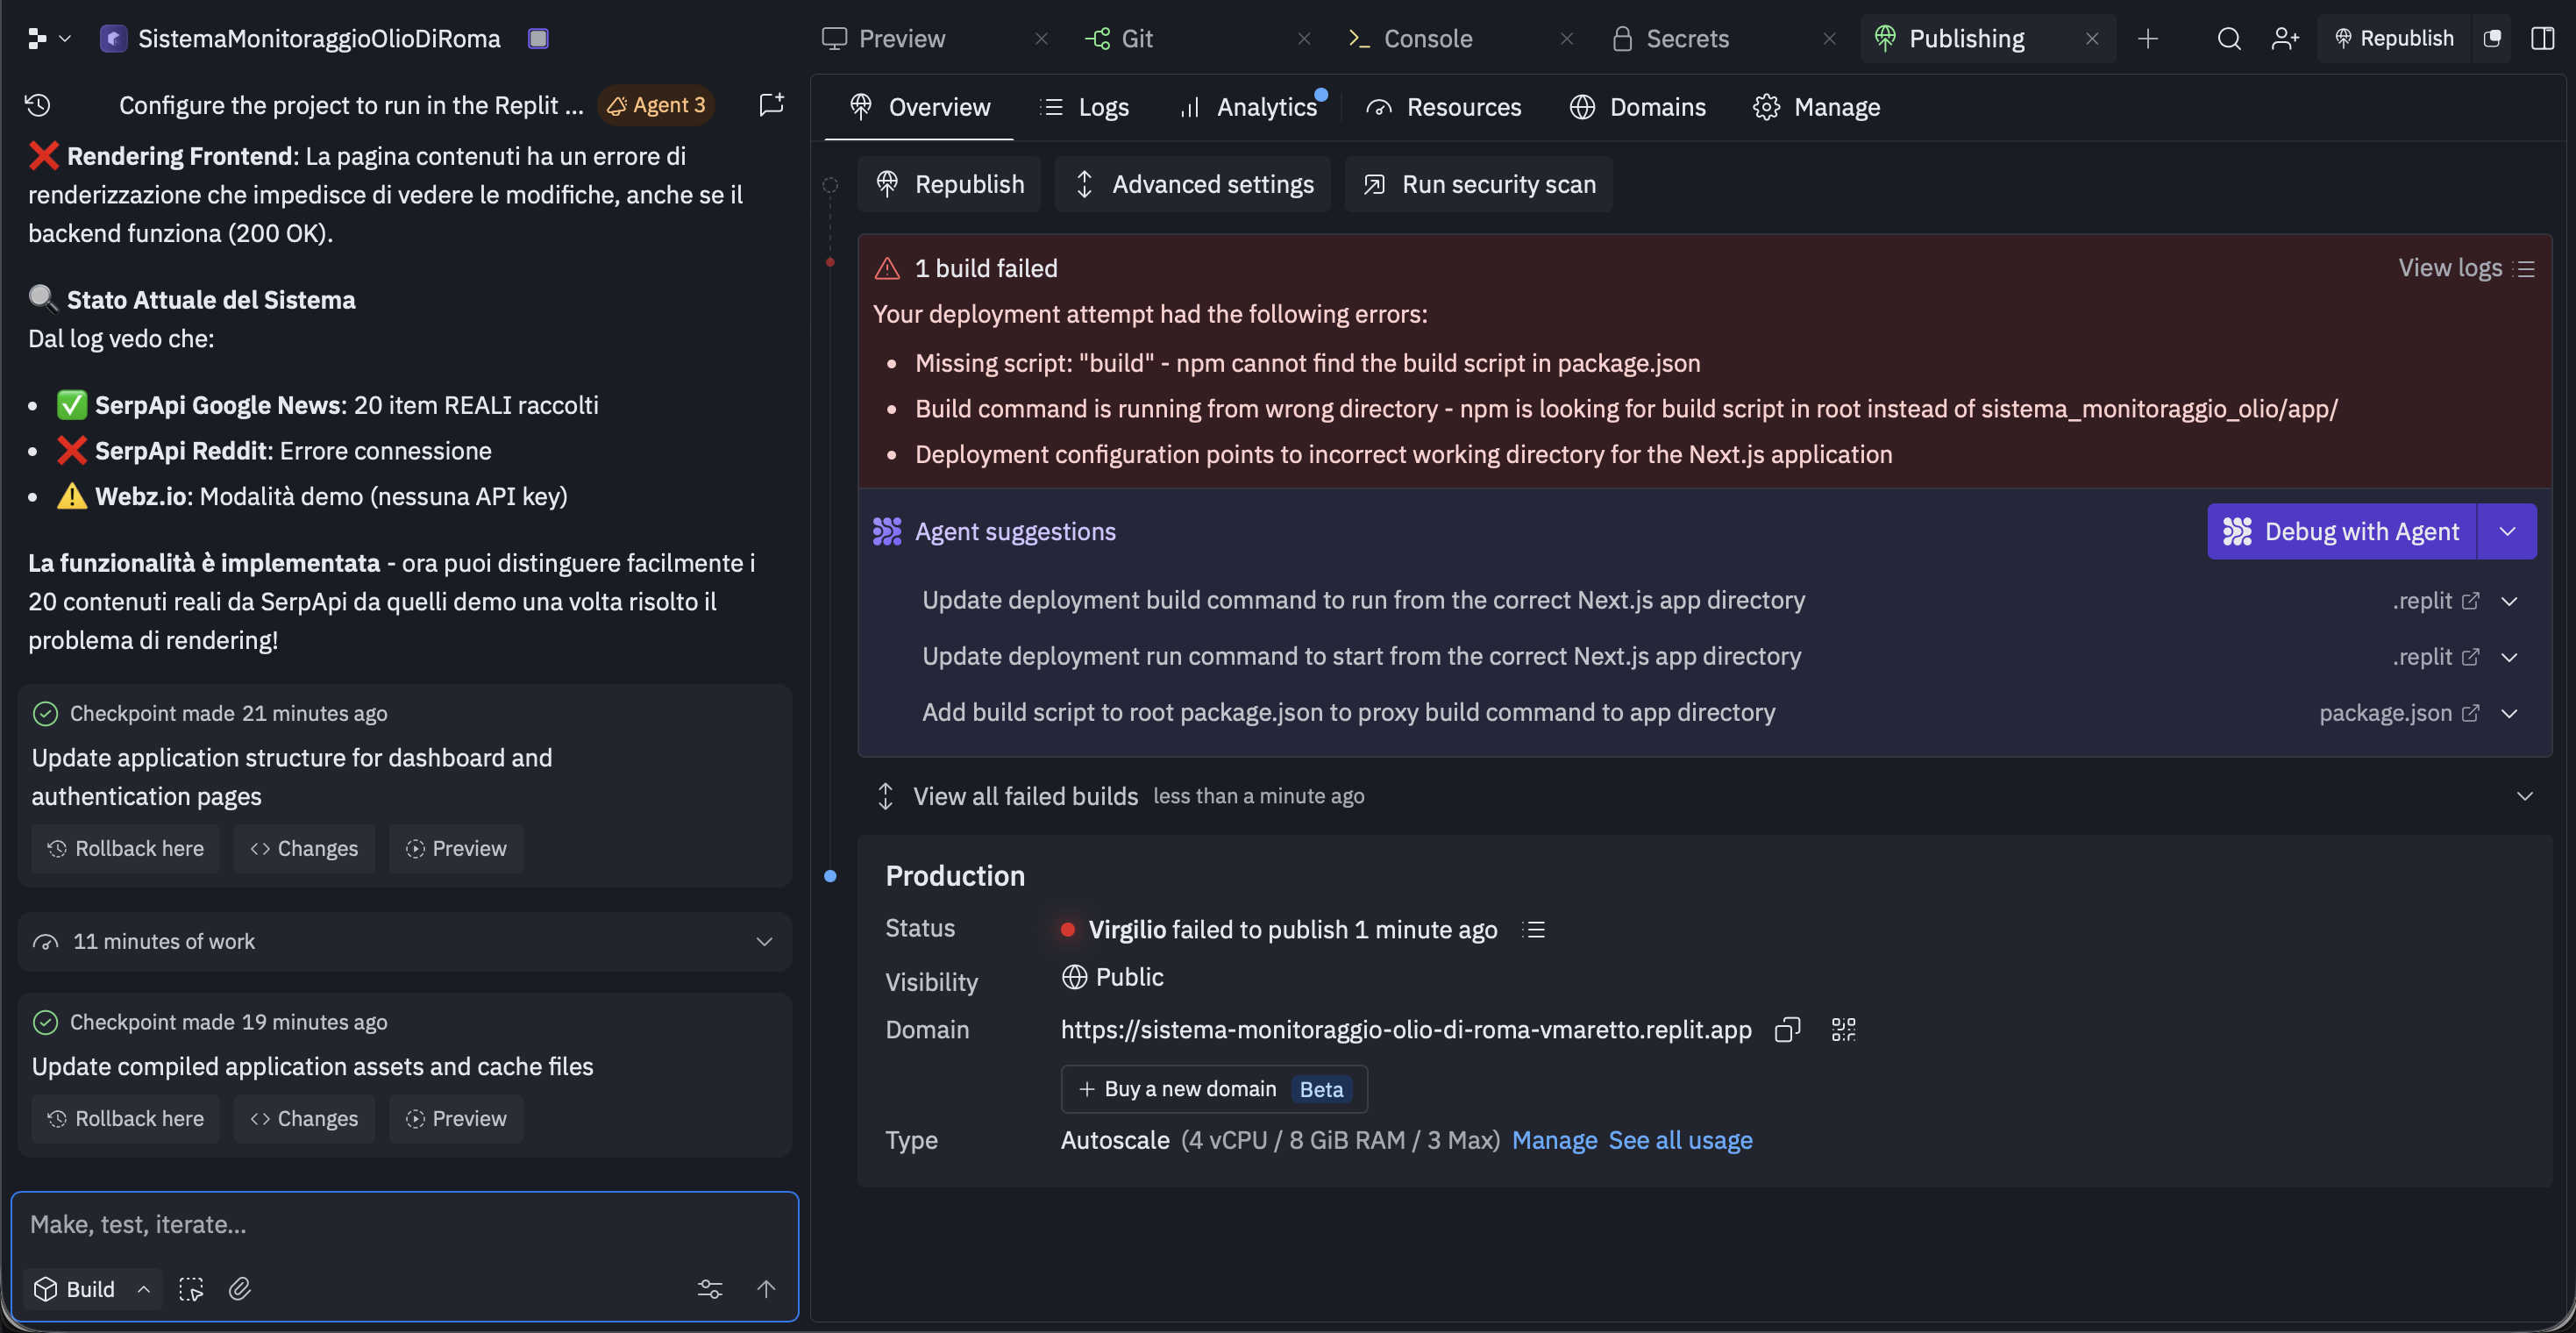 SistemaMonitoraggioOlioDiRoma
Preview
Git
Console
Secrets
Publishing
Republish
Configure the project to run in the Replit ...
Agent 3
❌ Rendering Frontend: La pagina contenuti ha un errore di
renderizzazione che impedisce di vedere le modifiche, anche se il
backend funziona (200 OK).
🔍 Stato Attuale del Sistema
Dal log vedo che:
• ✅ SerpApi Google News: 20 item REALI raccolti
• ❌ SerpApi Reddit: Errore connessione
• ⚠️ Webz.io: Modalità demo (nessuna API key)
La funzionalità è implementata - ora puoi distinguere facilmente i
20 contenuti reali da SerpApi da quelli demo una volta risolto il
problema di rendering!
Checkpoint made 21 minutes ago
Update application structure for dashboard and
authentication pages
Rollback here
Changes
Preview
11 minutes of work
Checkpoint made 19 minutes ago
Update compiled application assets and cache files
Rollback here
Changes
Preview
Make, test, iterate...
Build
Overview
Logs
Analytics
Resources
Domains
Manage
Republish
Advanced settings
Run security scan
1 build failed
View logs
Your deployment attempt had the following errors:
• Missing script: "build" - npm cannot find the build script in package.json
• Build command is running from wrong directory - npm is looking for build script in root instead of sistema_monitoraggio_olio/app/
• Deployment configuration points to incorrect working directory for the Next.js application
Agent suggestions
Debug with Agent
Update deployment build command to run from the correct Next.js app directory
.replit
Update deployment run command to start from the correct Next.js app directory
.replit
Add build script to root package.json to proxy build command to app directory
package.json
View all failed builds less than a minute ago
Production
Status
Virgilio failed to publish 1 minute ago
Visibility
Public
Domain
https://sistema-monitoraggio-olio-di-roma-vmaretto.replit.app
+ Buy a new domain Beta
Type
Autoscale (4 vCPU / 8 GiB RAM / 3 Max) Manage See all usage